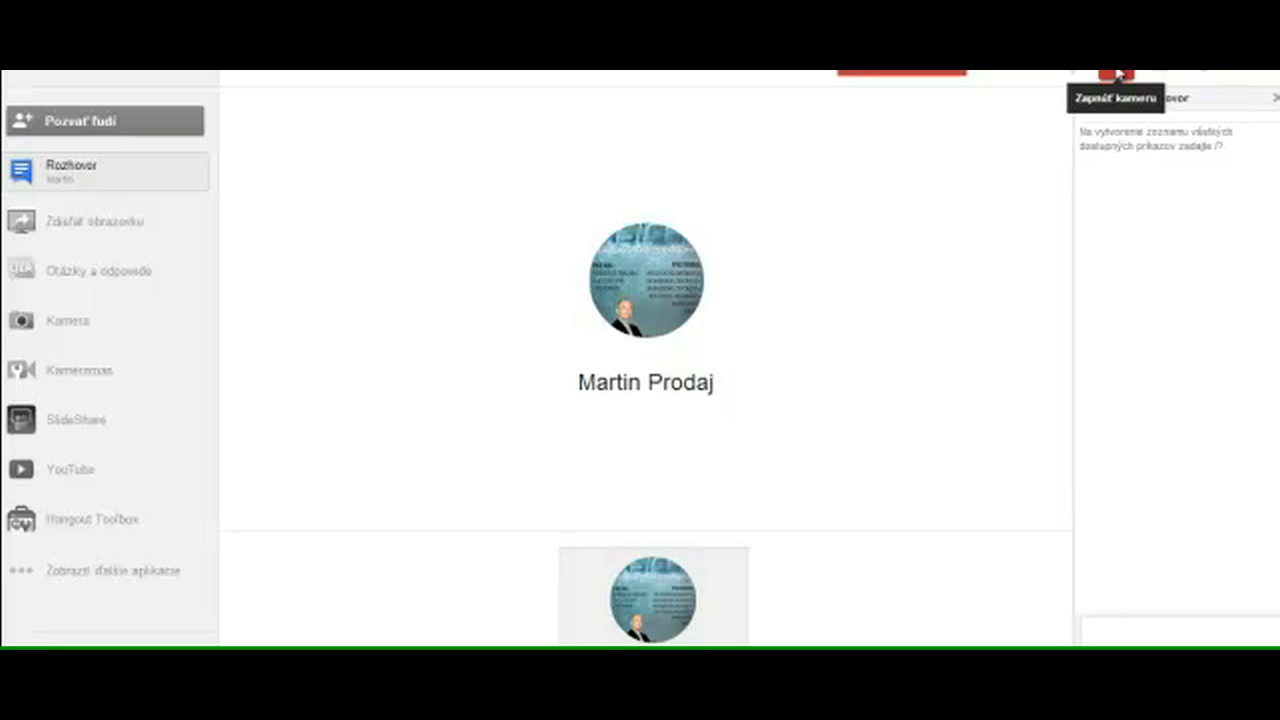 Zapnúť kameru
ovor
Pozvať ľudí
Na vytvorenie zoznamu všetkých
dostupných príkazov zadajte /?
Rozhovor
Martin
Zdieľať obrazovku
Otázky a odpovede
Kamera
Kameraman
Martin Prodaj
SlideShare
YouTube
Hangout Toolbox
Zobraziť ďalšie aplikácie